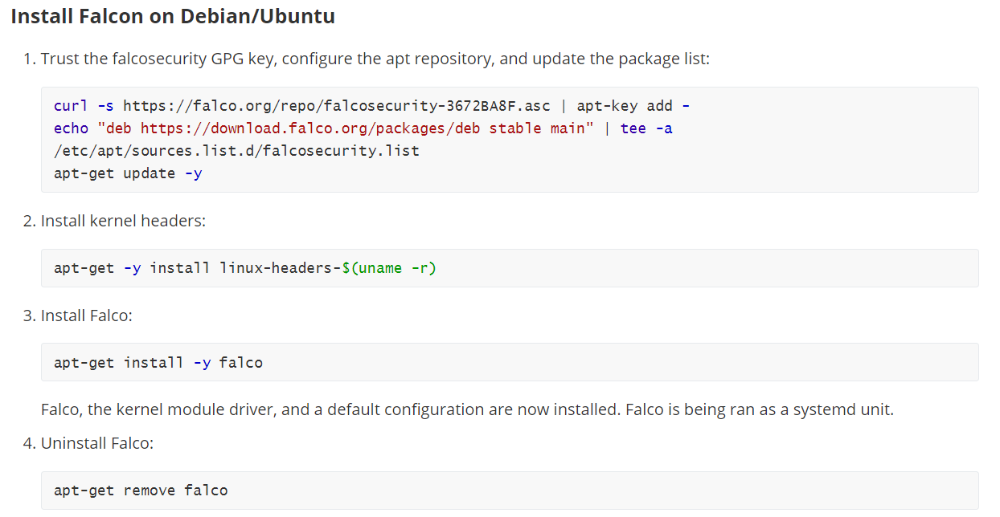 Install Falcon on Debian/Ubuntu
1. Trust the falcosecurity GPG key, configure the apt repository, and update the package list:
curl -s https://falco.org/repo/falcosecurity-3672BA8F.asc | apt-key add -
echo "deb https://download.falco.org/packages/deb stable main" | tee -a
/etc/apt/sources.list.d/falcosecurity.list
apt-get update -y
2. Install kernel headers:
apt-get -y install linux-headers-$(uname -r)
3. Install Falco:
apt-get install -y falco
Falco, the kernel module driver, and a default configuration are now installed. Falco is being ran as a systemd unit.
4. Uninstall Falco:
apt-get remove falco